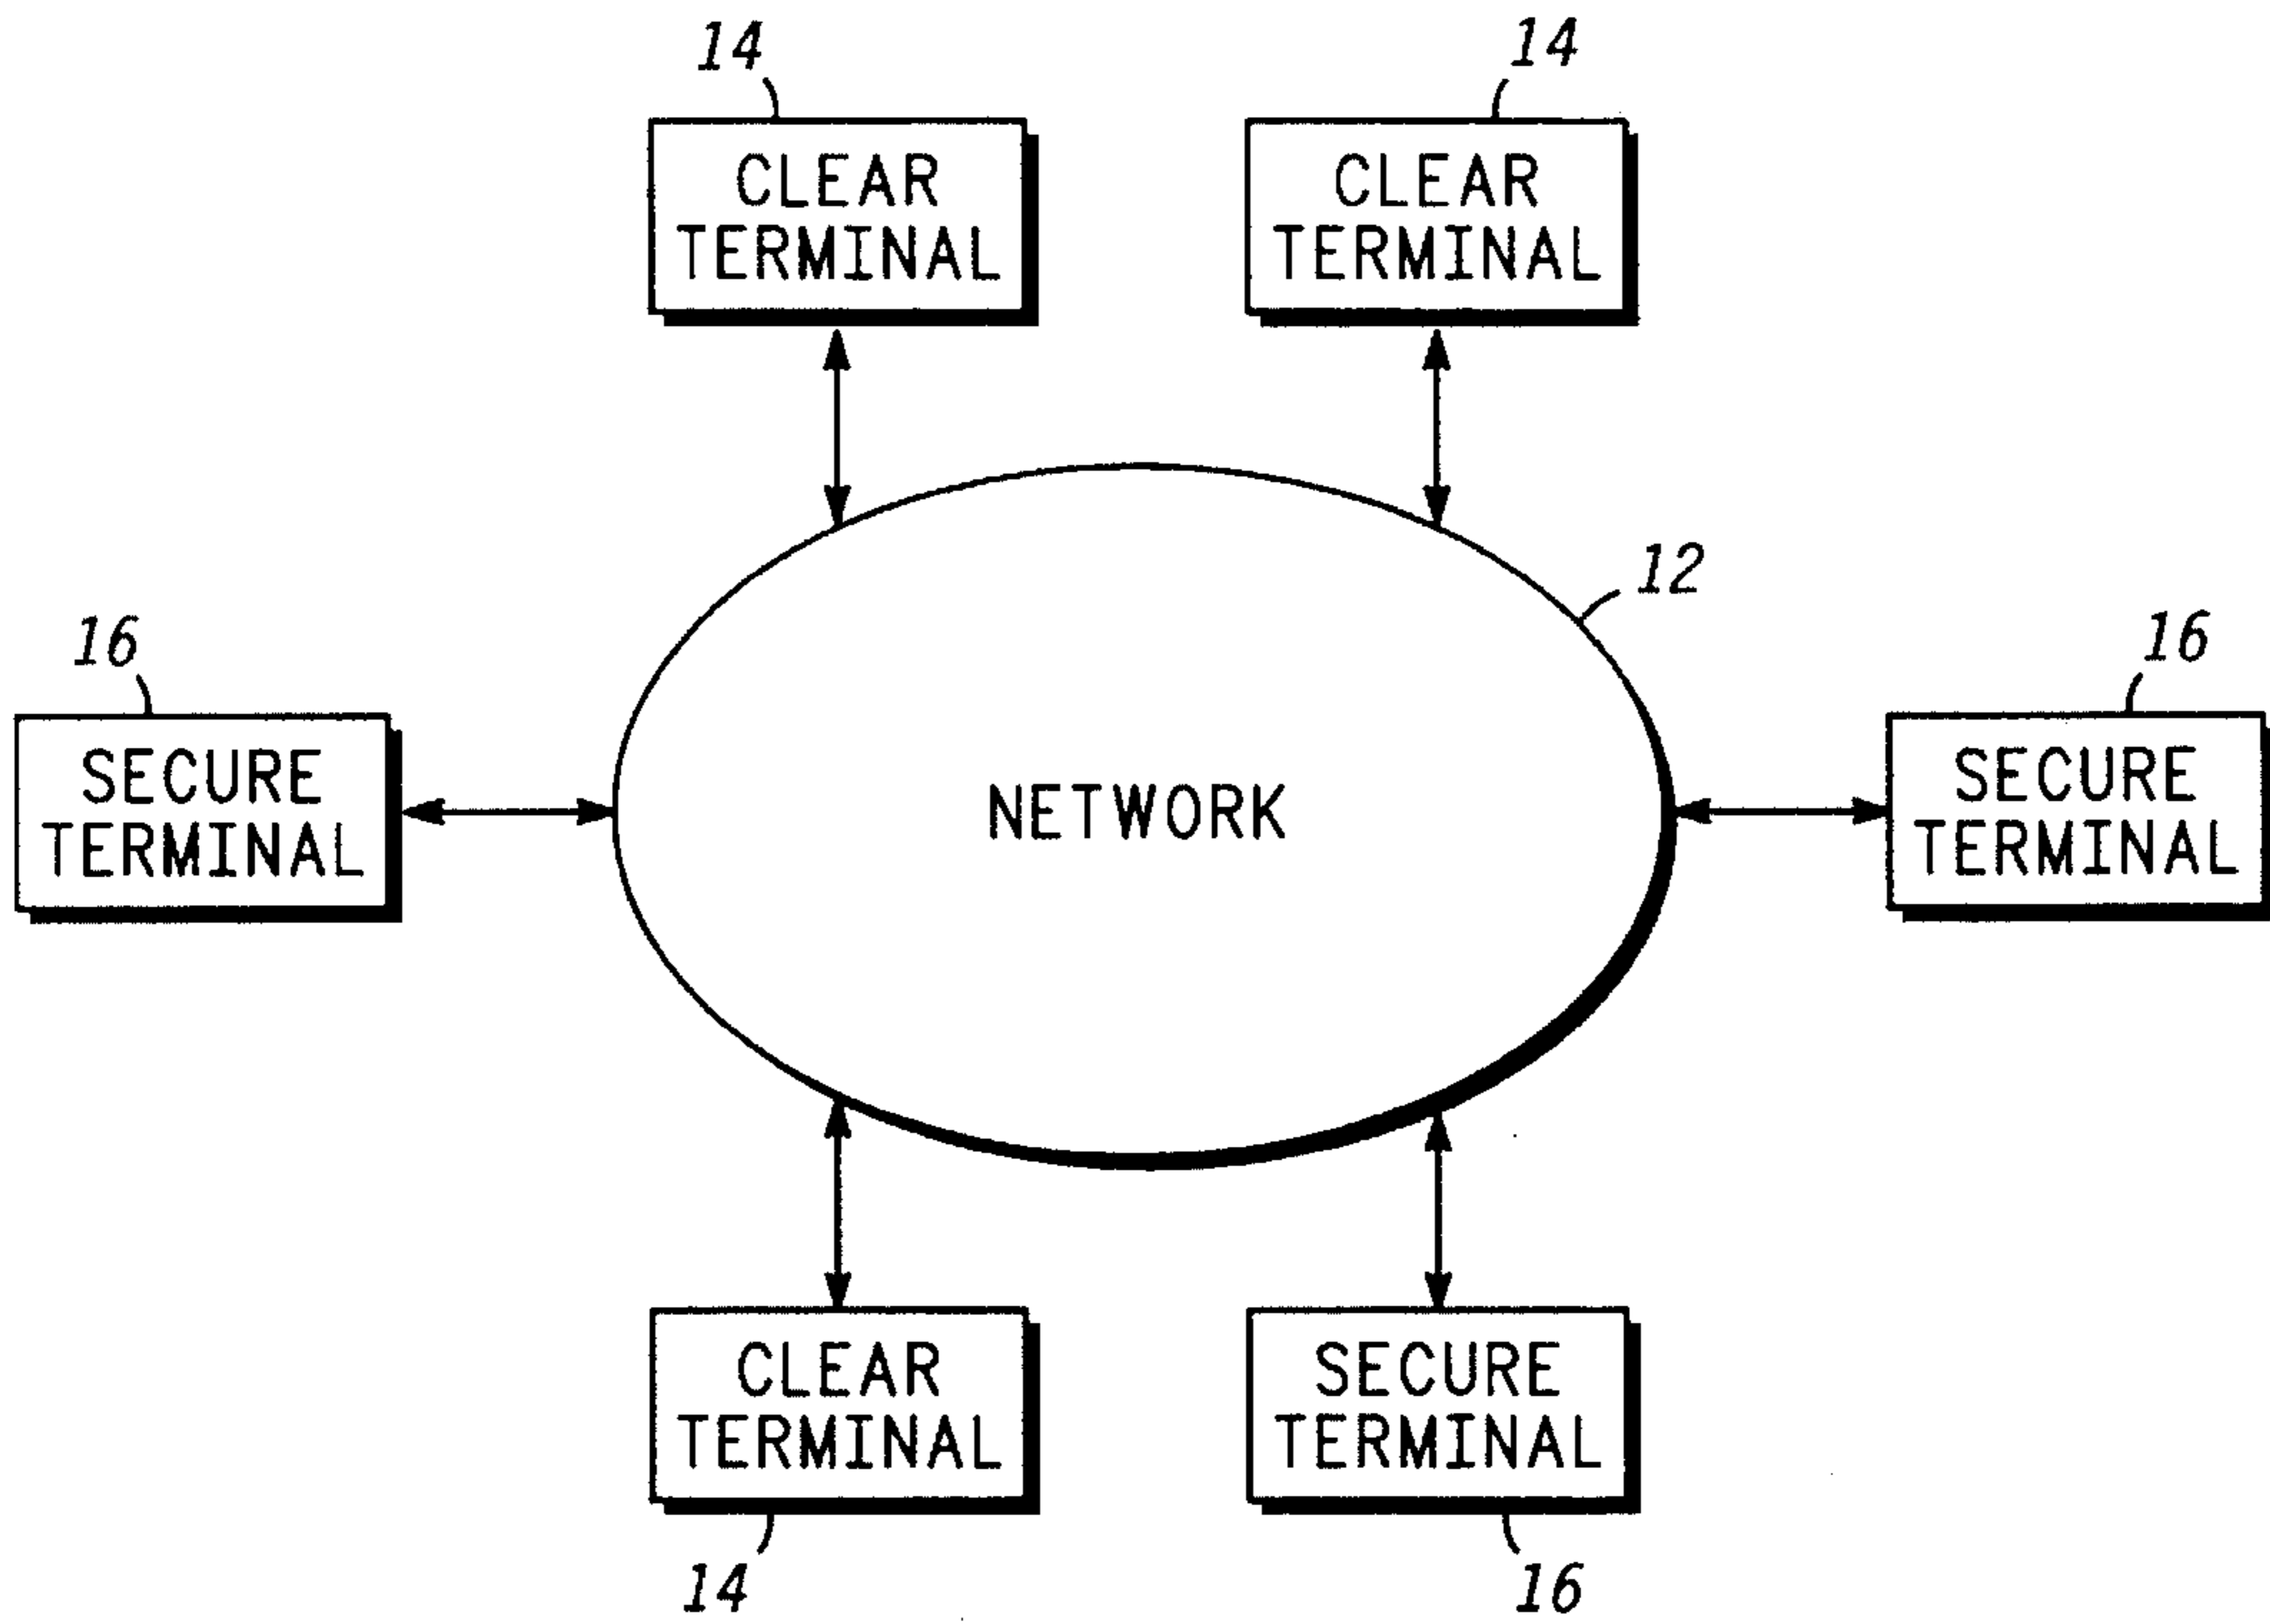 14
14
CLEAR
TERMINAL
CLEAR
TERMINAL
12
16
16
SECURE
TERMINAL
NETWORK
SECURE
TERMINAL
CLEAR
TERMINAL
SECURE
TERMINAL
14
16